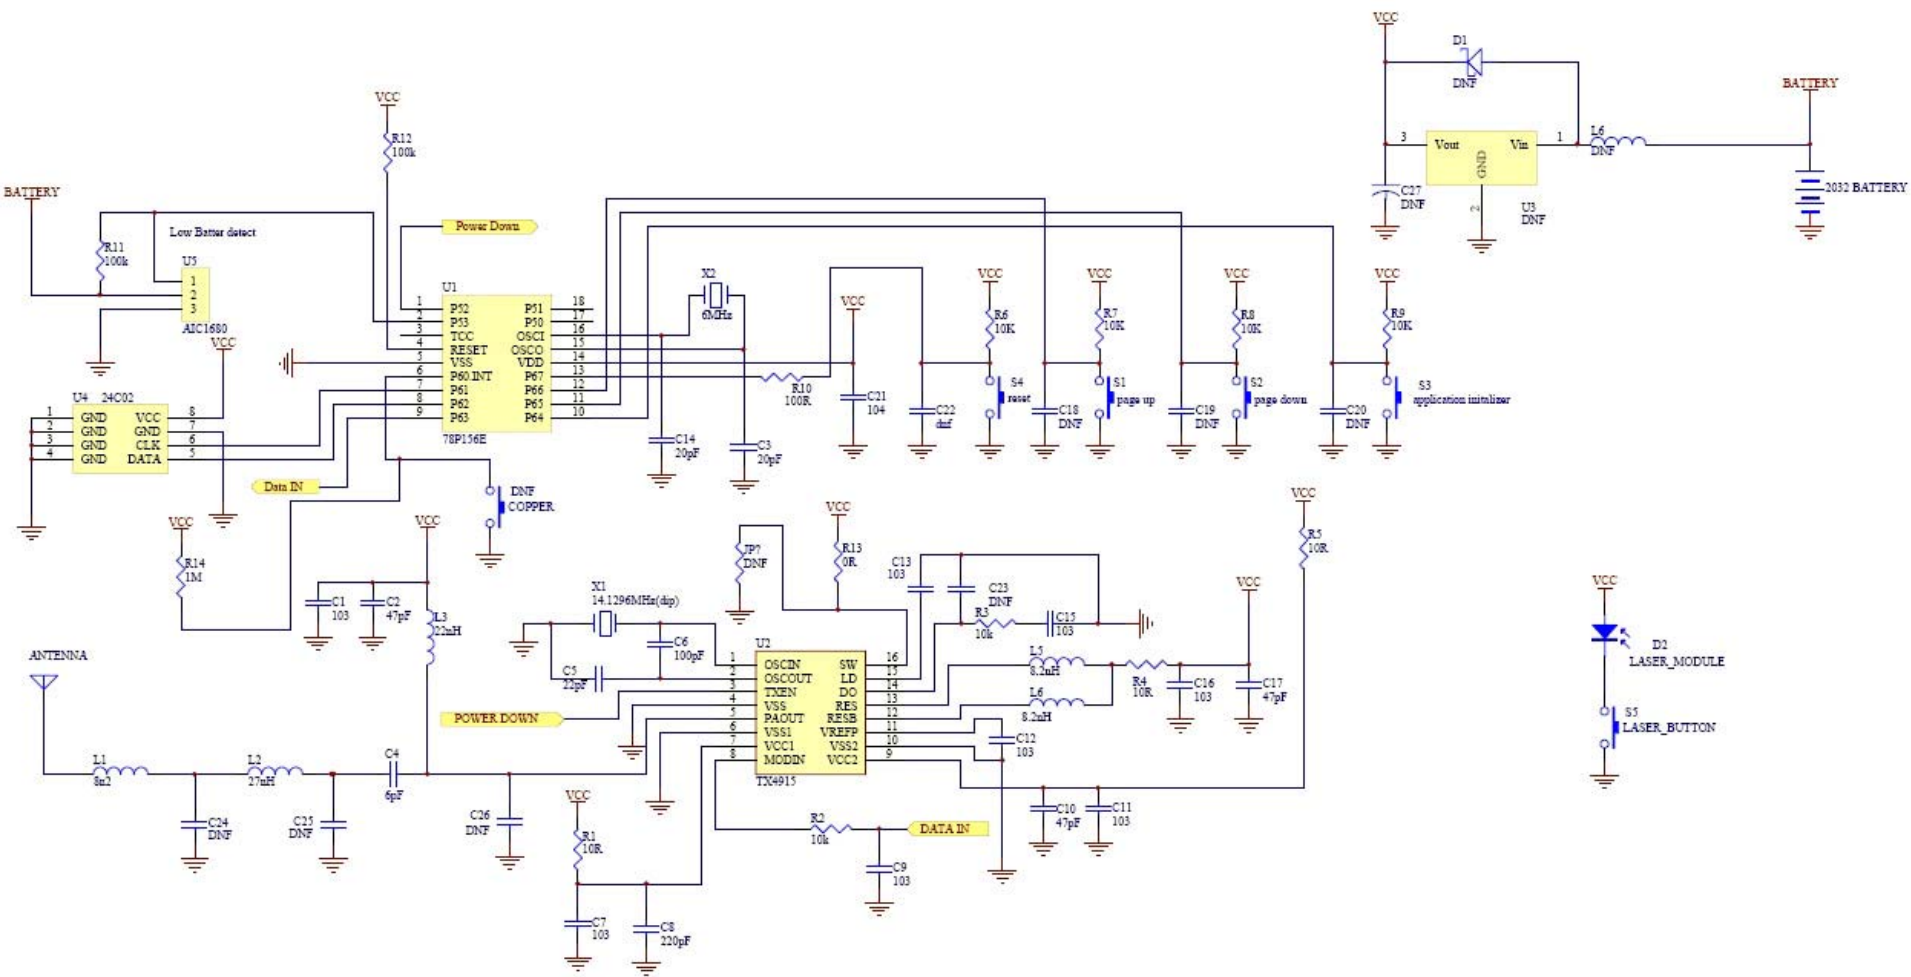 VCC
D1
DNF
BATTERY
3
Vout
Vin
1
GND
2
L6
DNF
C27
DNF
U3
DNF
2032 BATTERY
VCC
R12
100k
BATTERY
R11
100k
Low Batter detect
U5
1
2
3
AIC1680
Power Down
U1
1
P52
P51
18
2
P53
P50
17
3
TCC
OSCI
16
4
RESET
OSCO
15
5
VSS
VDD
14
6
P60.INT
P67
13
7
P61
P66
12
8
P62
P65
11
9
P63
P64
10
78P156E
X2
6MHz
VCC
R10
100R
C21
104
C14
20pF
C3
20pF
C22
dnf
VCC
R6
10K
S4
reset
C18
DNF
VCC
R7
10K
S1
page up
C19
DNF
VCC
R8
10K
S2
page down
C20
DNF
VCC
R9
10K
S3
application initalizer
VCC
U4 24C02
1
GND
VCC
8
2
GND
GND
7
3
GND
CLK
6
4
GND
DATA
5
Data IN
DNF
COPPER
VCC
R14
1M
VCC
C1
103
C2
47pF
L3
22nH
ANTENNA
L1
8n2
C24
DNF
L2
27nH
C25
DNF
C4
6pF
C26
DNF
X1
14.1296MHz(dip)
C6
100pF
C5
22pF
POWER DOWN
JP7
DNF
VCC
R13
0R
U2
1
OSCIN
SW
16
2
OSCOUT
LD
15
3
TXEN
DO
14
4
VSS
RES
13
5
PAOUT
RESB
12
6
VSS1
VREFP
11
7
VCC1
VSS2
10
8
MODIN
VCC2
9
TX4915
C13
103
C23
DNF
R3
10k
C15
103
L5
8.2nH
L6
8.2nH
R4
10R
C16
103
VCC
C17
47pF
VCC
R5
10R
C12
103
C10
47pF
C11
103
VCC
R1
10R
C7
103
C8
220pF
R2
10k
DATA IN
C9
103
VCC
D2
LASER_MODULE
S5
LASER_BUTTON